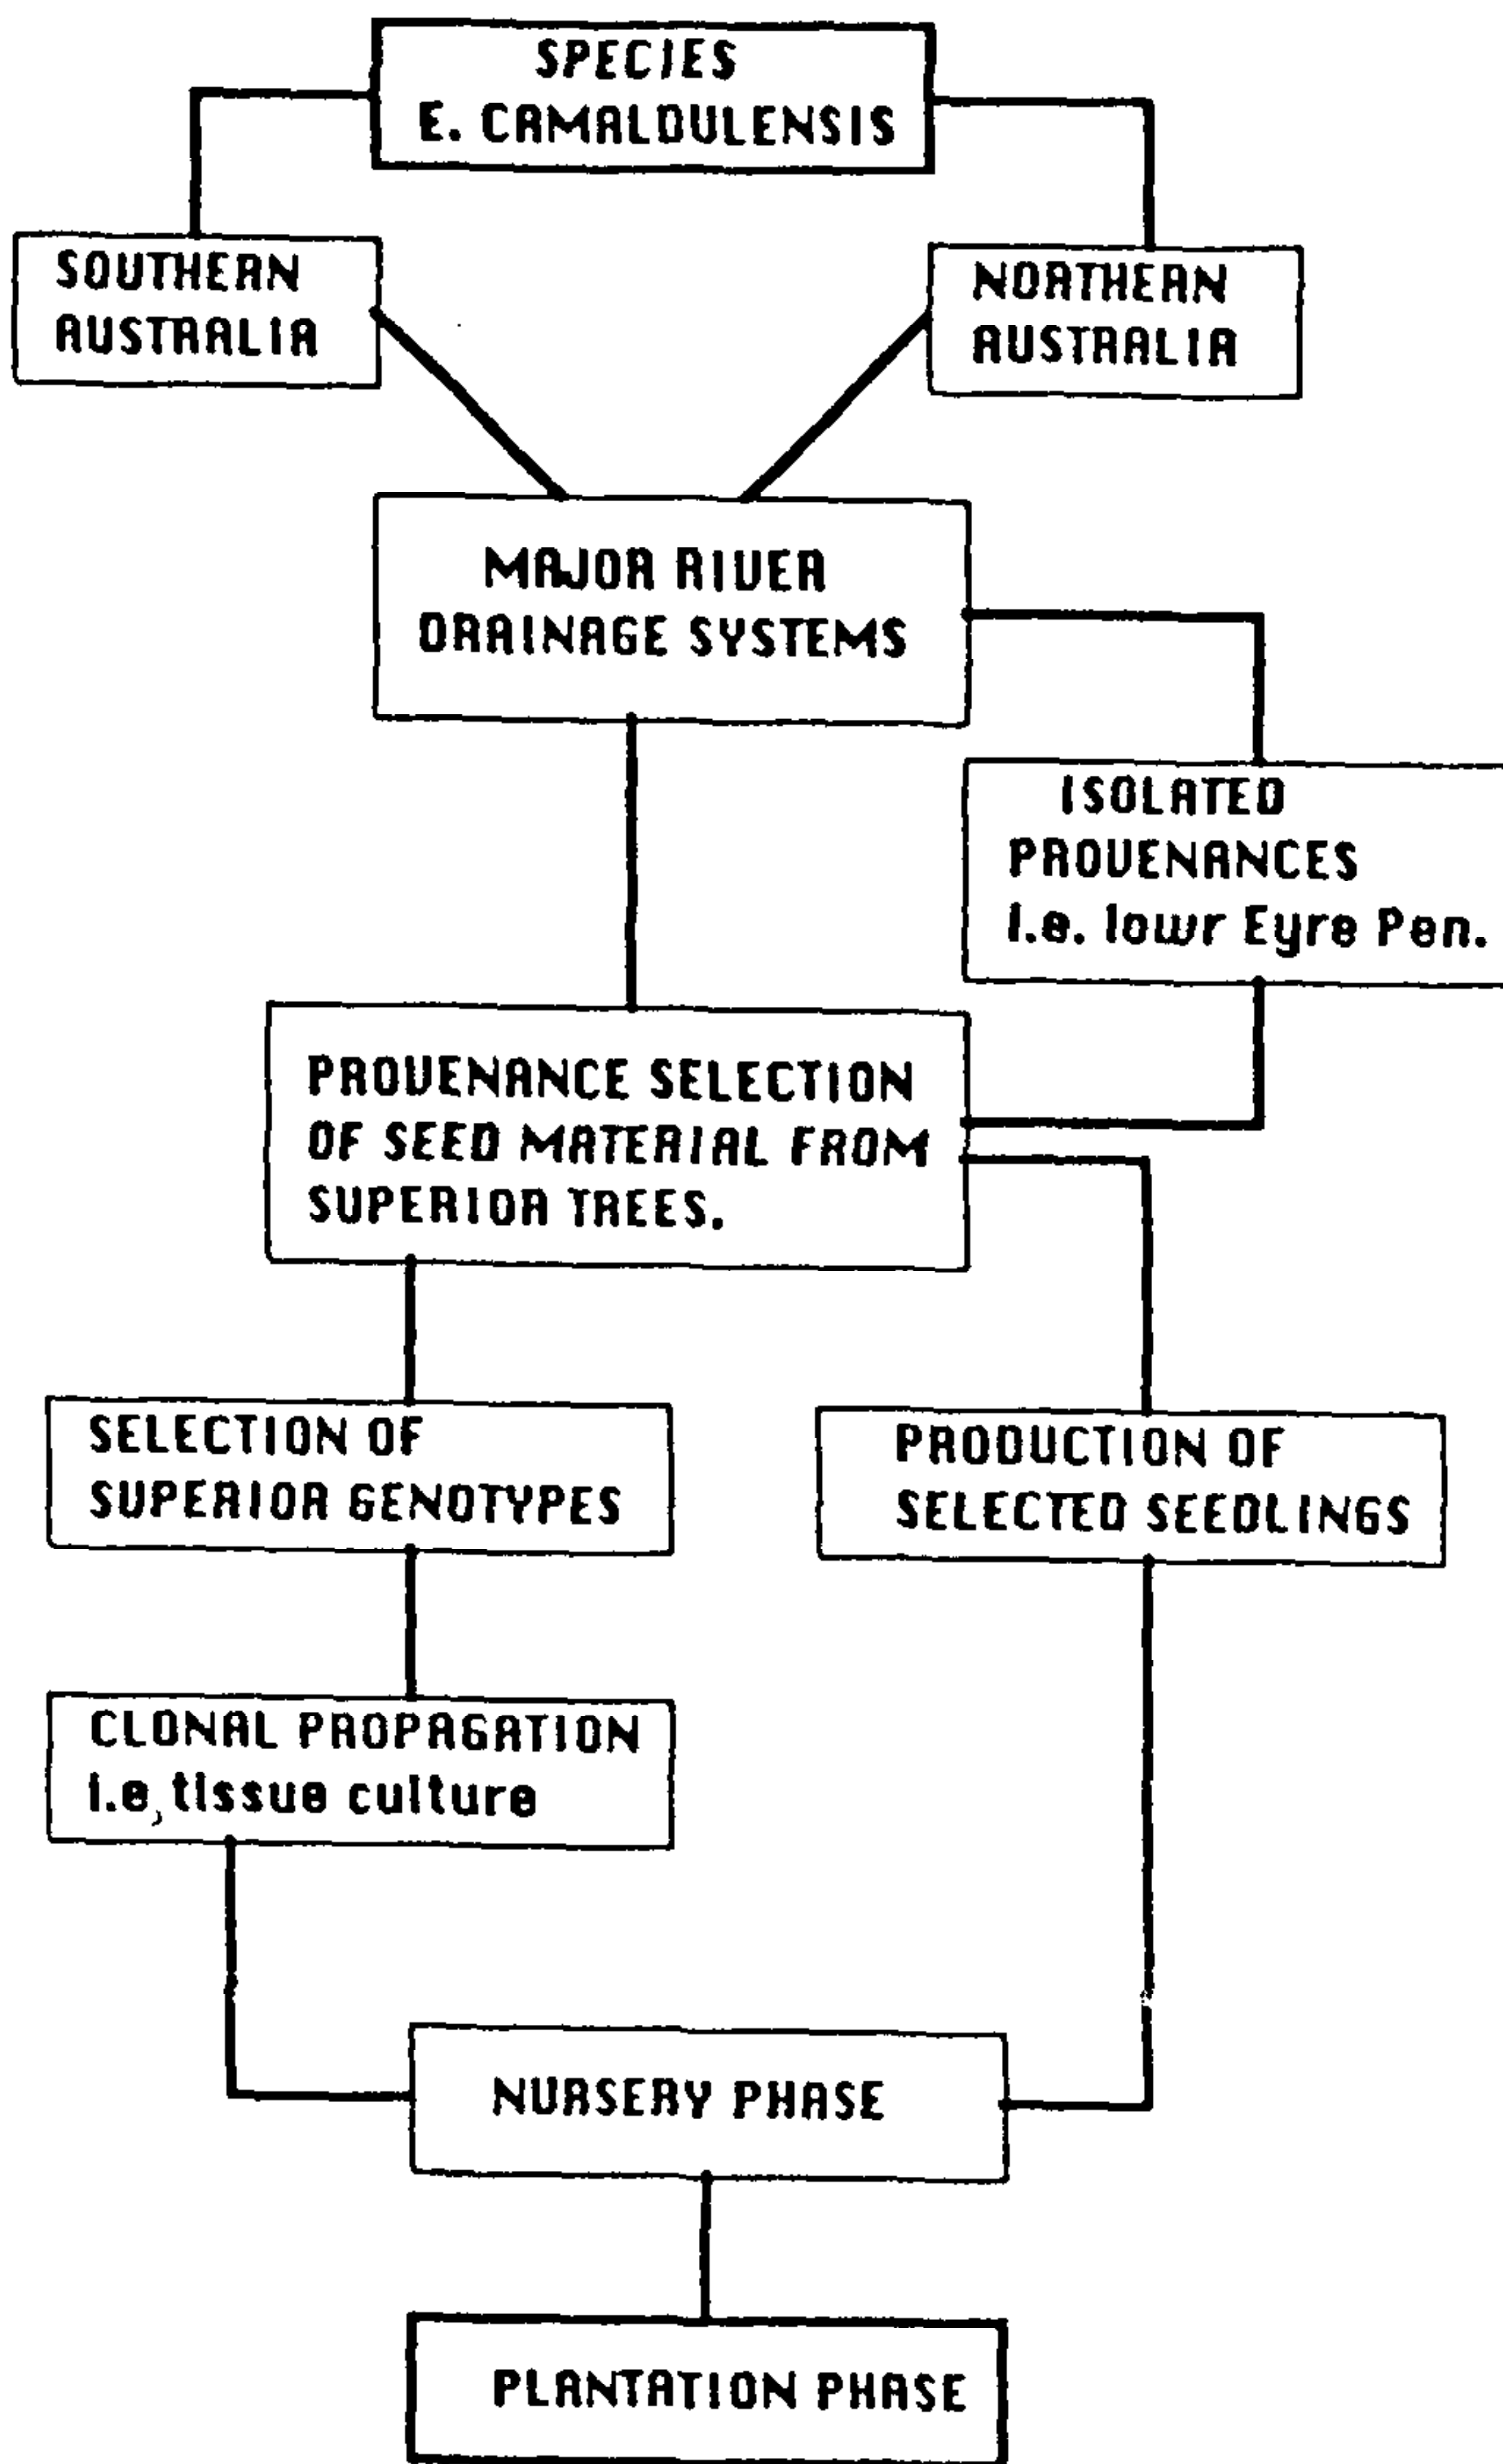 SPECIES
E. CAMALDULENSIS
SOUTHERN
AUSTRALIA
NORTHERN
AUSTRALIA
MAJOR RIVER
DRAINAGE SYSTEMS
ISOLATED
PROVENANCES
i.e. lowr Eyre Pen.
PROVENANCE SELECTION
OF SEED MATERIAL FROM
SUPERIOR TREES.
SELECTION OF
SUPERIOR GENOTYPES
PRODUCTION OF
SELECTED SEEDLINGS
CLONAL PROPAGATION
i.e, tissue culture
NURSERY PHASE
PLANTATION PHASE